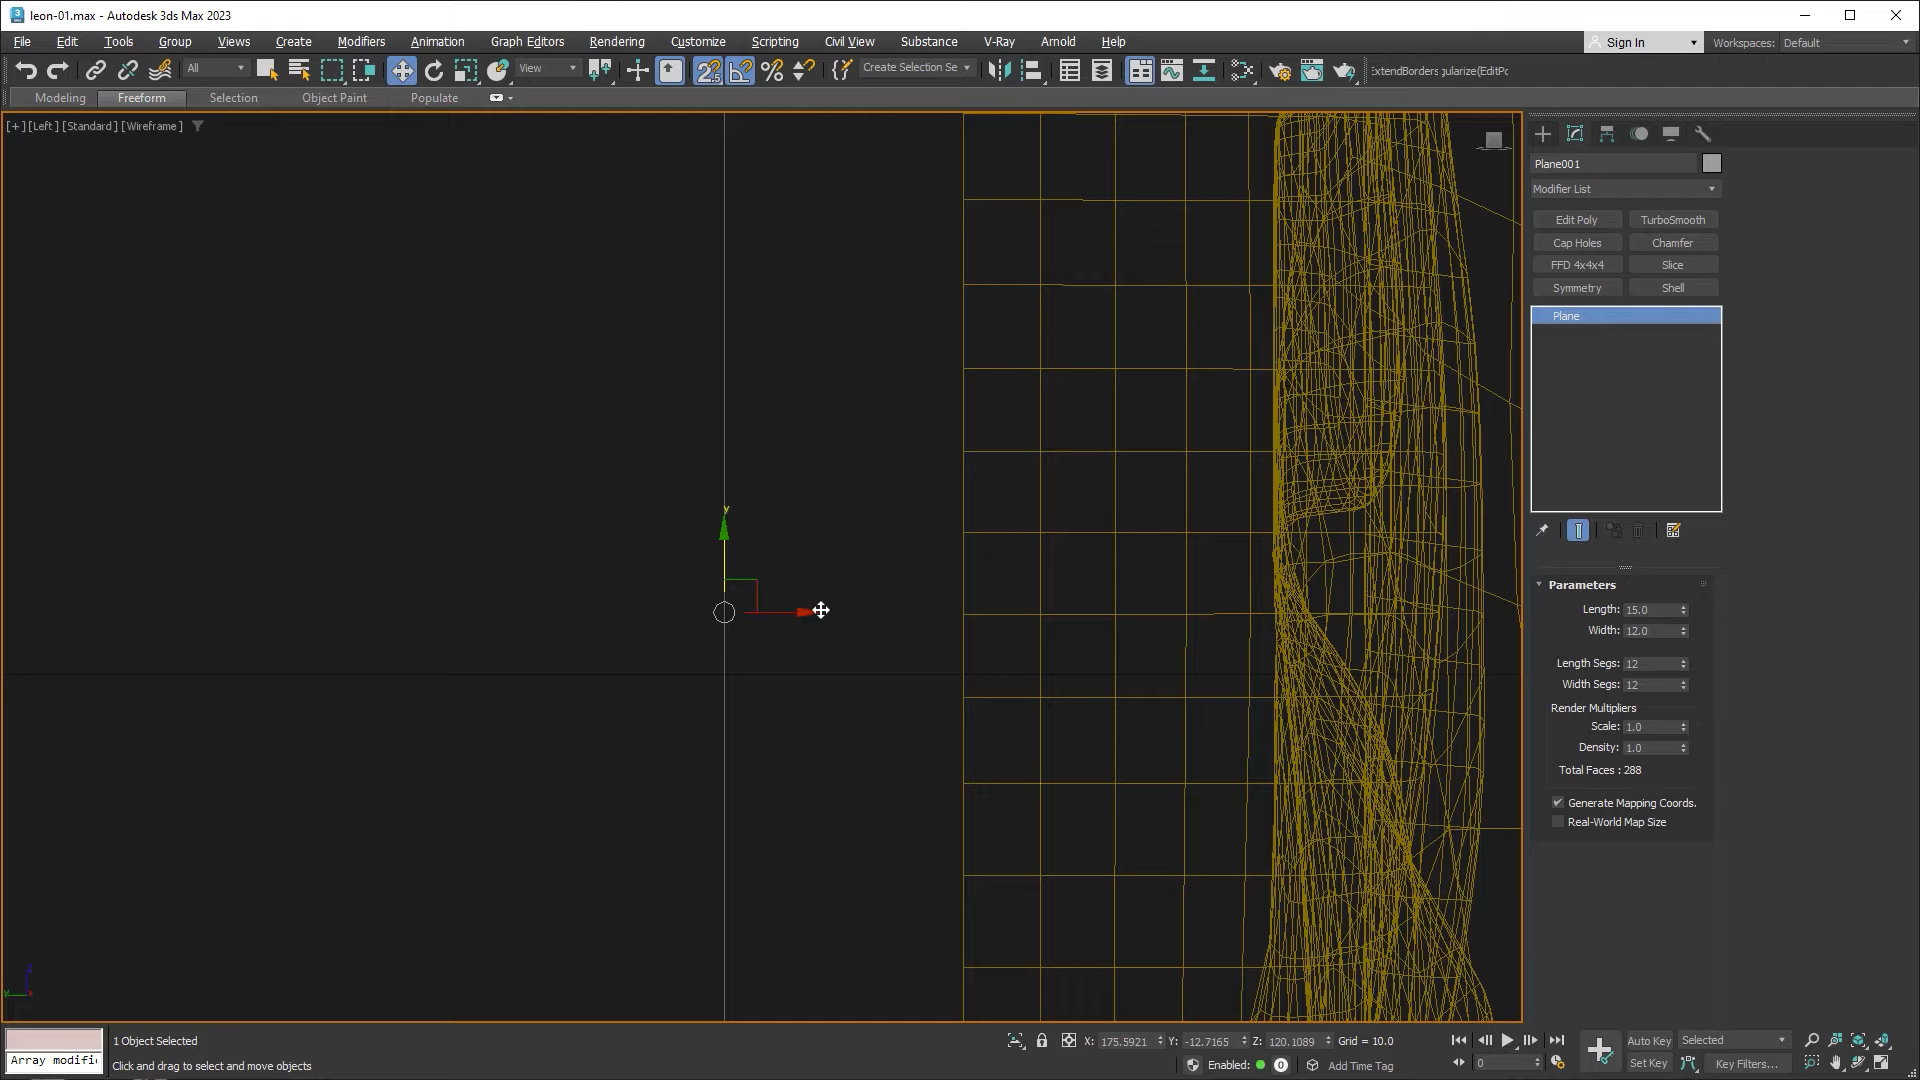 leon-01.max - Autodesk 3ds Max 2023
File Edit Tools Group Views Create Modifiers Animation Graph Editors Rendering Customize Scripting Civil View Substance V-Ray Arnold Help
Sign In Workspaces: Default
All View Create Selection Se ExtendBorders gularize(EditPo
Modeling Freeform Selection Object Paint Populate
[+] [Left] [Standard] [Wireframe]
Plane001
Modifier List
Edit Poly TurboSmooth
Cap Holes Chamfer
FFD 4x4x4 Slice
Symmetry Shell
Plane
y
Parameters
Length: 15.0
Width: 12.0
Length Segs: 12
Width Segs: 12
Render Multipliers
Scale: 1.0
Density: 1.0
Total Faces : 288
Generate Mapping Coords.
Real-World Map Size
1 Object Selected
X: 175.5921 Y: -12.7165 Z: 120.1089 Grid = 10.0
Auto Key Selected
Array modifi
Click and drag to select and move objects
Enabled: 0 Add Time Tag
0
Set Key Key Filters...